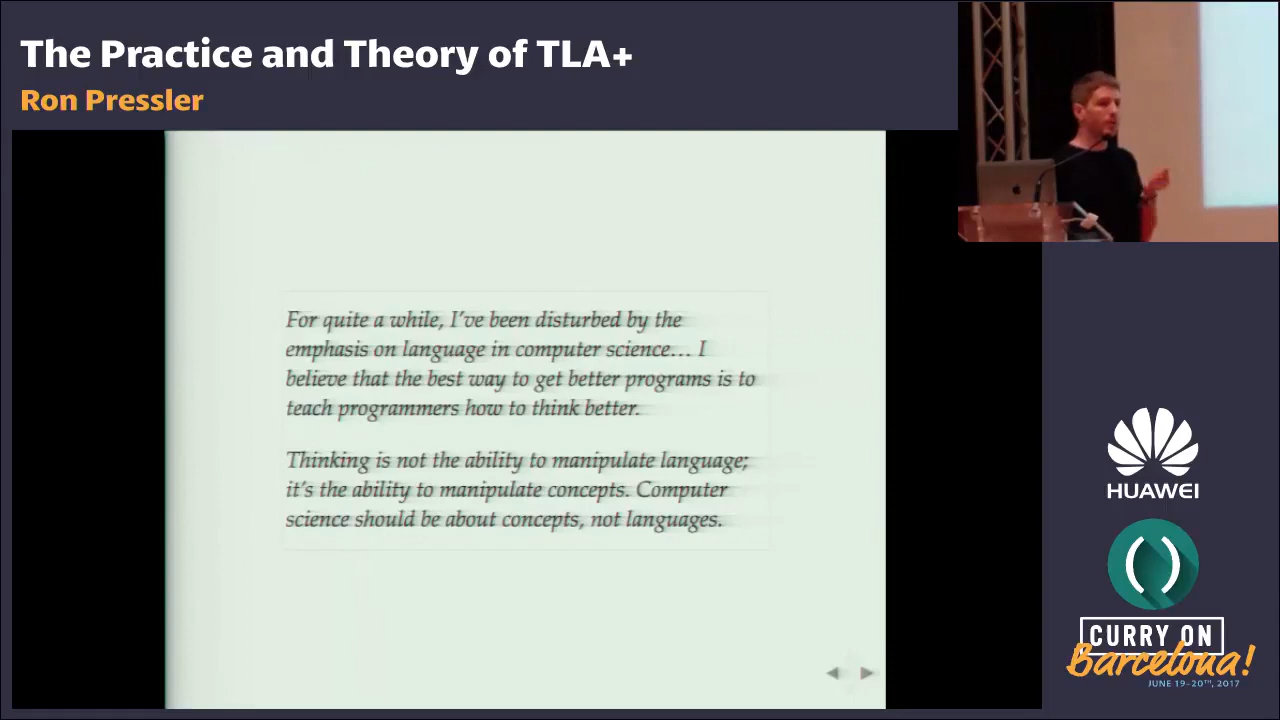 The Practice and Theory of TLA+
Ron Pressler
For quite a while, I've been disturbed by the
emphasis on language in computer science... I
believe that the best way to get better programs is to
teach programmers how to think better.
Thinking is not the ability to manipulate language;
it's the ability to manipulate concepts. Computer
science should be about concepts, not languages.
HUAWEI
CURRY ON
Barcelona!
JUNE 19-20TH, 2017